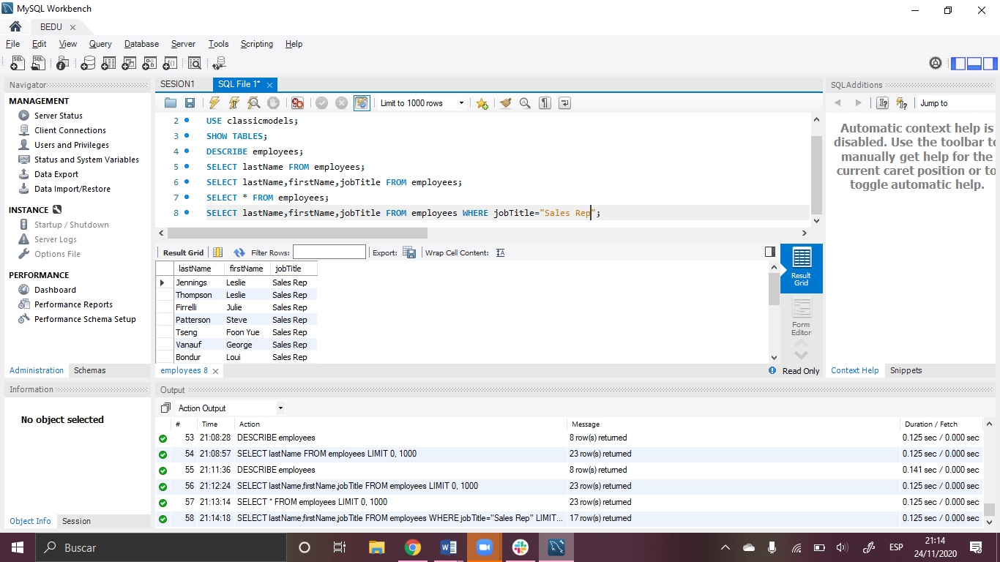 MySQL Workbench
BEDU
File Edit View Query Database Server Tools Scripting Help
Navigator
MANAGEMENT
Server Status
Client Connections
Users and Privileges
Status and System Variables
Data Export
Data Import/Restore
INSTANCE
Startup / Shutdown
Server Logs
Options File
PERFORMANCE
Dashboard
Performance Reports
Performance Schema Setup
Administration Schemas
Information
No object selected
Object Info Session
SESION1 SQL File 1*
Limit to 1000 rows
2 USE classicmodels;
3 SHOW TABLES;
4 DESCRIBE employees;
5 SELECT lastName FROM employees;
6 SELECT lastName,firstName,jobTitle FROM employees;
7 SELECT * FROM employees;
8 SELECT lastName,firstName,jobTitle FROM employees WHERE jobTitle="Sales Rep";
Result Grid Filter Rows: Export: Wrap Cell Content: IA
lastName firstName jobTitle
Jennings Leslie Sales Rep
Thompson Leslie Sales Rep
Firrelli Julie Sales Rep
Patterson Steve Sales Rep
Tseng Foon Yue Sales Rep
Vanauf George Sales Rep
Bondur Loui Sales Rep
Result
Grid
Form
Editor
employees 8
Read Only
SQLAdditions
Jump to
Automatic context help is
disabled. Use the toolbar to
manually get help for the
current caret position or to
toggle automatic help.
Context Help Snippets
Output
Action Output
# Time Action Message Duration / Fetch
53 21:08:28 DESCRIBE employees 8 row(s) returned 0.125 sec / 0.000 sec
54 21:08:57 SELECT lastName FROM employees LIMIT 0, 1000 23 row(s) returned 0.125 sec / 0.000 sec
55 21:11:36 DESCRIBE employees 8 row(s) returned 0.141 sec / 0.000 sec
56 21:12:24 SELECT lastName,firstName,jobTitle FROM employees LIMIT 0, 1000 23 row(s) returned 0.125 sec / 0.000 sec
57 21:13:14 SELECT * FROM employees LIMIT 0, 1000 23 row(s) returned 0.125 sec / 0.000 sec
58 21:14:18 SELECT lastName,firstName,jobTitle FROM employees WHERE jobTitle="Sales Rep" LIMIT... 17 row(s) returned 0.125 sec / 0.000 sec
Buscar
ESP
21:14
24/11/2020